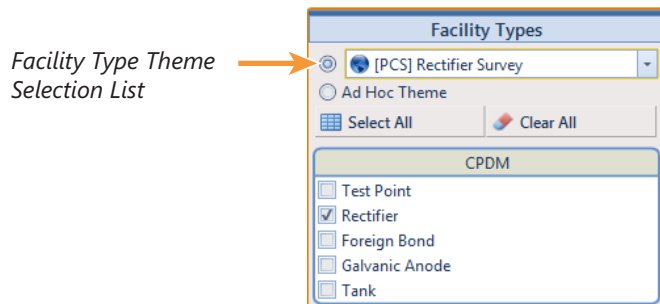 Facility Type Theme
Selection List
Facility Types
[PCS] Rectifier Survey
Ad Hoc Theme
Select All Clear All
CPDM
Test Point
Rectifier
Foreign Bond
Galvanic Anode
Tank